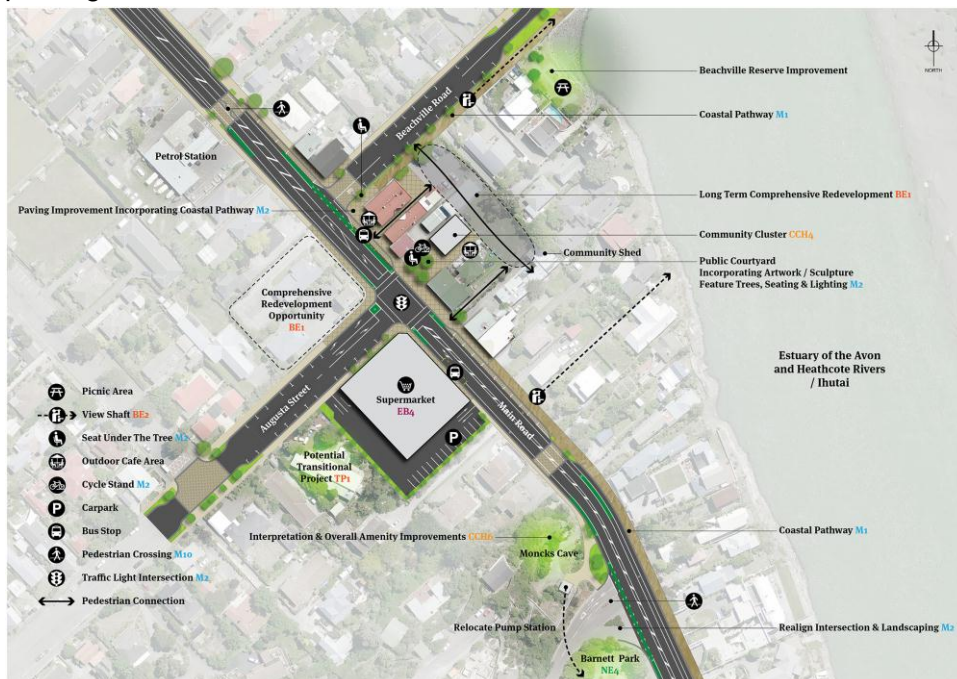 NORTH
Beachville Reserve Improvement
Beachville Road
Coastal Pathway M1
Petrol Station
Long Term Comprehensive Redevelopment BE1
Paving Improvement Incorporating Coastal Pathway M2
Community Cluster CCH4
Community Shed
Public Courtyard
Incorporating Artwork / Sculpture
Feature Trees, Seating & Lighting M2
Comprehensive
Redevelopment
Opportunity
BE1
Estuary of the Avon
and Heathcote Rivers
/ Ihutai
Supermarket
EB4
Augusta Street
Main Road
P
Potential
Transitional
Project TP1
Picnic Area
View Shaft BE2
Seat Under The Tree M2
Outdoor Cafe Area
Cycle Stand M2
P Carpark
Bus Stop
Pedestrian Crossing M10
Traffic Light Intersection M2
Pedestrian Connection
Coastal Pathway M1
Interpretation & Overall Amenity Improvements CCH6
Moncks Cave
Relocate Pump Station
Realign Intersection & Landscaping M2
Barnett Park
NE4